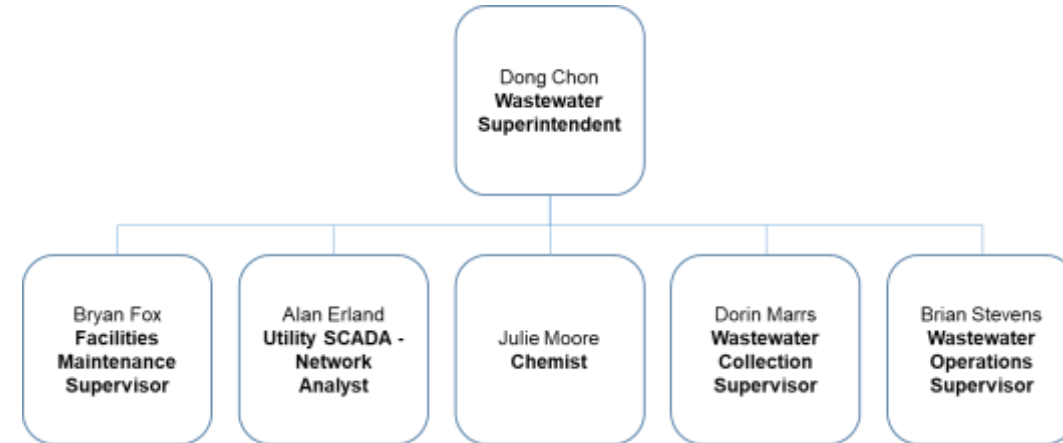 Dong Chon
Wastewater
Superintendent
Bryan Fox
Facilities
Maintenance
Supervisor
Alan Erland
Utility SCADA -
Network
Analyst
Julie Moore
Chemist
Dorin Marrs
Wastewater
Collection
Supervisor
Brian Stevens
Wastewater
Operations
Supervisor